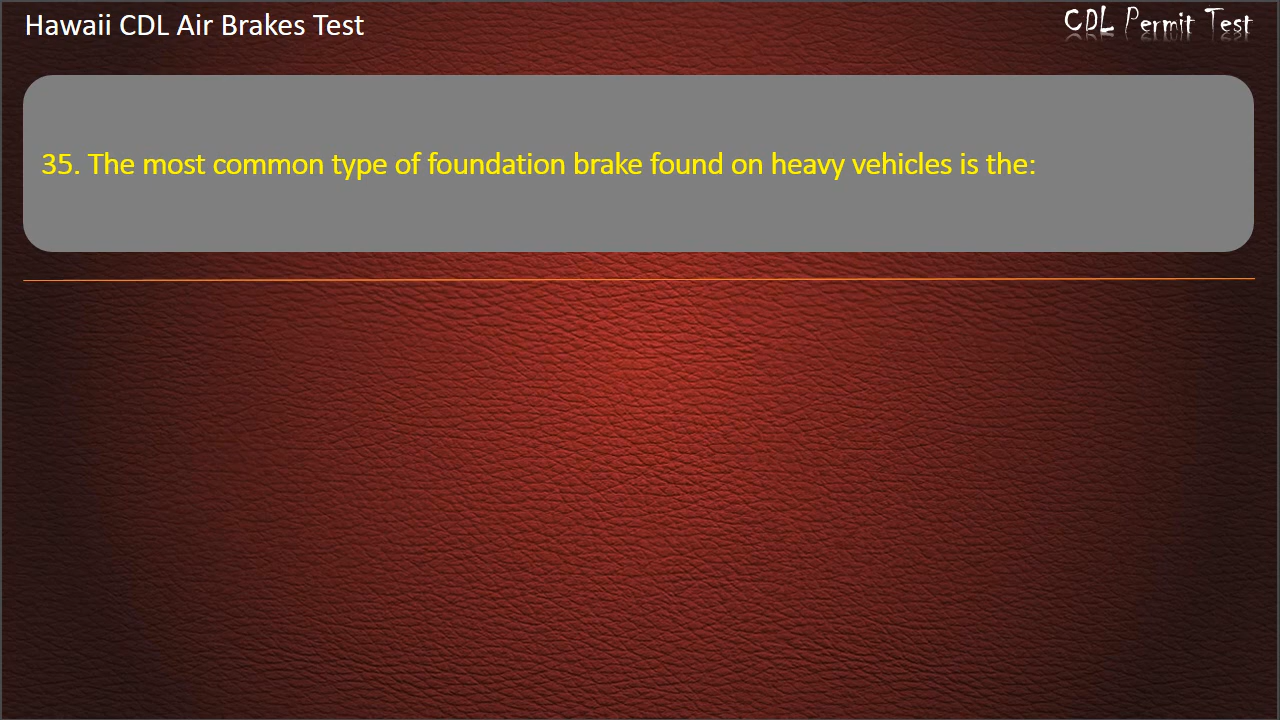 Hawaii CDL Air Brakes Test
CDL Permit Test
35. The most common type of foundation brake found on heavy vehicles is the: